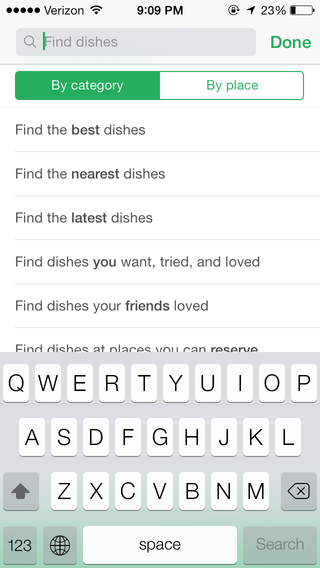 Verizon 9:09 PM 23%
Find dishes Done
By category By place
Find the best dishes
Find the nearest dishes
Find the latest dishes
Find dishes you want, tried, and loved
Find dishes your friends loved
Find dishes at places you can reserve
Q W E R T Y U I O P
A S D F G H J K L
Z X C V B N M
123 space Search